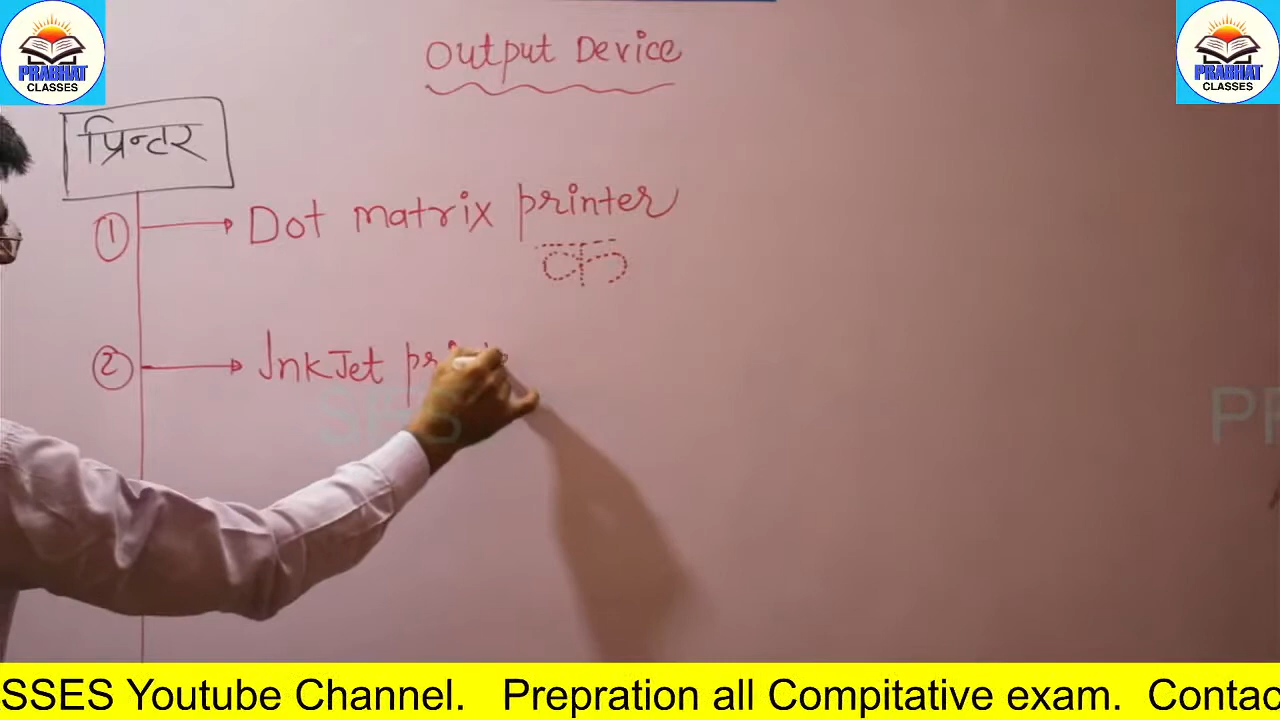 PRABHAT
CLASSES
PRABHAT
CLASSES
Output Device
प्रिन्टर
① Dot matrix printer
क
② InkJet
SSES Youtube Channel. Prepration all Compitative exam. Contac